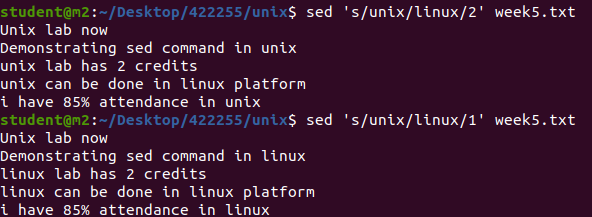 student@m2:~/Desktop/422255/unix$ sed 's/unix/linux/2' week5.txt
Unix lab now
Demonstrating sed command in unix
unix lab has 2 credits
unix can be done in linux platform
i have 85% attendance in unix
student@m2:~/Desktop/422255/unix$ sed 's/unix/linux/1' week5.txt
Unix lab now
Demonstrating sed command in linux
linux lab has 2 credits
linux can be done in linux platform
i have 85% attendance in linux